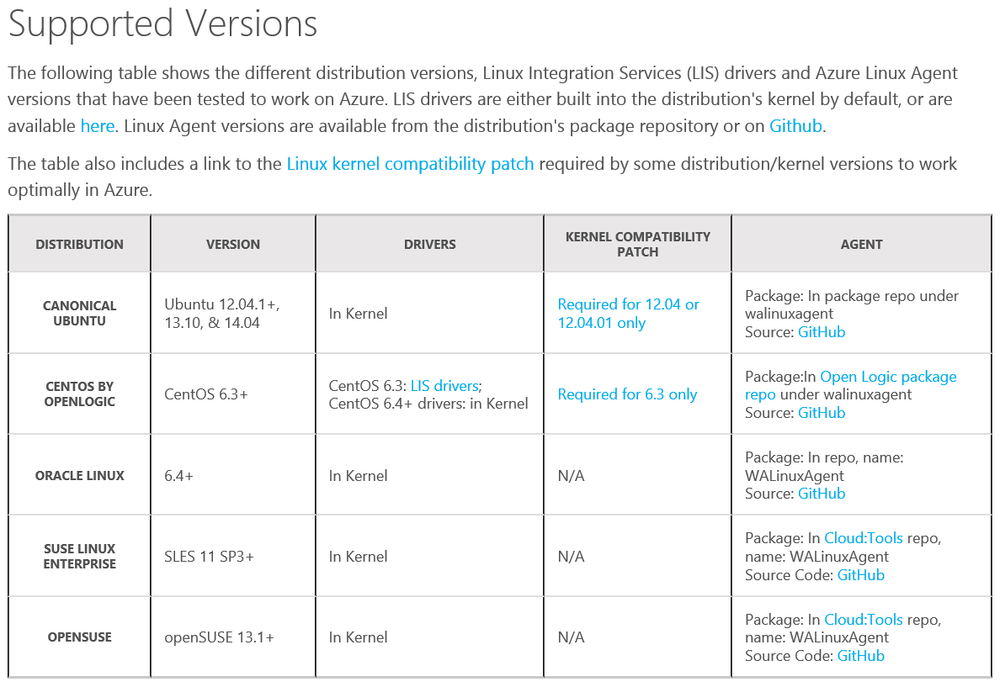 Supported Versions
The following table shows the different distribution versions, Linux Integration Services (LIS) drivers and Azure Linux Agent
versions that have been tested to work on Azure. LIS drivers are either built into the distribution's kernel by default, or are
available here. Linux Agent versions are available from the distribution's package repository or on Github.
The table also includes a link to the Linux kernel compatibility patch required by some distribution/kernel versions to work
optimally in Azure.
DISTRIBUTION
VERSION
DRIVERS
KERNEL COMPATIBILITY
PATCH
AGENT
CANONICAL
UBUNTU
Ubuntu 12.04.1+,
13.10, & 14.04
In Kernel
Required for 12.04 or
12.04.01 only
Package: In package repo under
walinuxagent
Source: GitHub
CENTOS BY
OPENLOGIC
CentOS 6.3+
CentOS 6.3: LIS drivers;
CentOS 6.4+ drivers: in Kernel
Required for 6.3 only
Package:In Open Logic package
repo under walinuxagent
Source: GitHub
ORACLE LINUX
6.4+
In Kernel
N/A
Package: In repo, name:
WALinuxAgent
Source: GitHub
SUSE LINUX
ENTERPRISE
SLES 11 SP3+
In Kernel
N/A
Package: In Cloud:Tools repo,
name: WALinuxAgent
Source Code: GitHub
OPENSUSE
openSUSE 13.1+
In Kernel
N/A
Package: In Cloud:Tools repo,
name: WALinuxAgent
Source Code: GitHub